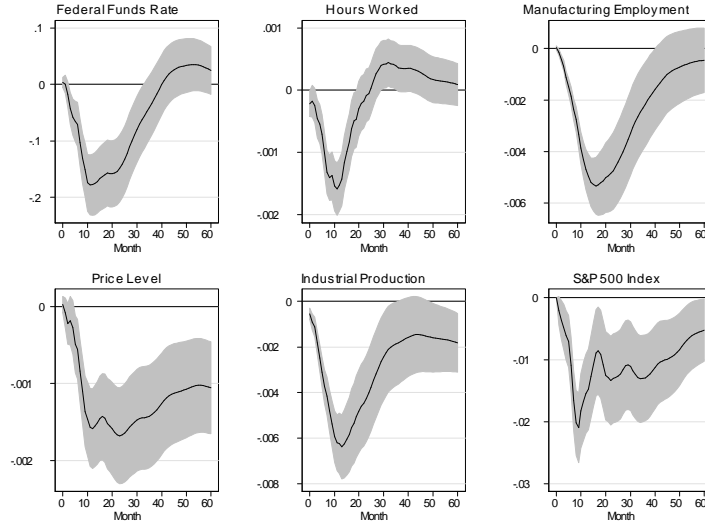 Federal Funds Rate
.1
0
-.1
-.2
0 10 20 30 40 50 60
Month
Hours Worked
.001
0
-.001
-.002
0 10 20 30 40 50 60
Month
Manufacturing Employment
0
-.002
-.004
-.006
0 10 20 30 40 50 60
Month
Price Level
0
-.001
-.002
0 10 20 30 40 50 60
Month
Industrial Production
0
-.002
-.004
-.006
-.008
0 10 20 30 40 50 60
Month
S&P 500 Index
0
-.01
-.02
-.03
0 10 20 30 40 50 60
Month